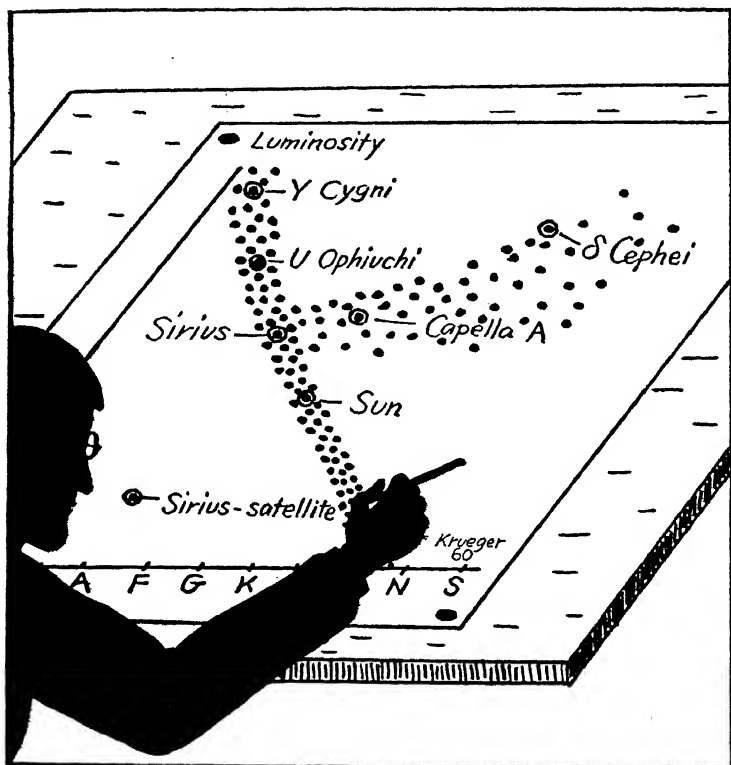 Luminosity
Y Cygni
U Ophiuchi
δ Cephei
Sirius
Capella A
Sun
Sirius-satellite
Krueger
60
A F G K N S